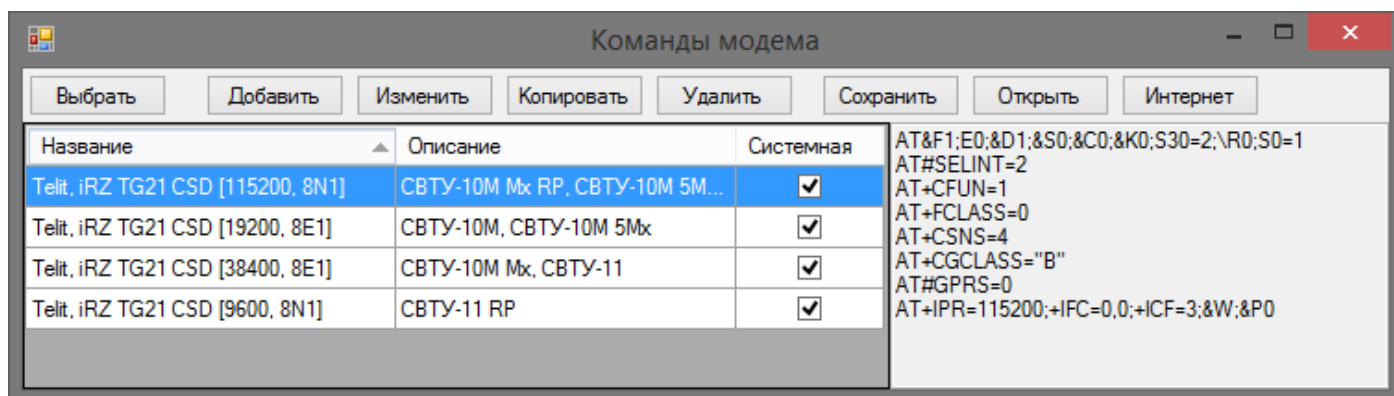 Команды модема
Выбрать Добавить Изменить Копировать Удалить Сохранить Открыть Интернет
Название Описание Системная
Telit, iRZ TG21 CSD [115200, 8N1] СВТУ-10М Мх RP, СВТУ-10М 5М...
Telit, iRZ TG21 CSD [19200, 8E1] СВТУ-10М, СВТУ-10М 5Мх
Telit, iRZ TG21 CSD [38400, 8E1] СВТУ-10М Мх, СВТУ-11
Telit, iRZ TG21 CSD [9600, 8N1] СВТУ-11 RP
AT&F1;E0;&D1;&S0;&C0;&K0;S30=2;\R0;S0=1
AT#SELINT=2
AT+CFUN=1
AT+FCLASS=0
AT+CSNS=4
AT+CGCLASS="B"
AT#GPRS=0
AT+IPR=115200;+IFC=0,0;+ICF=3;&W;&P0